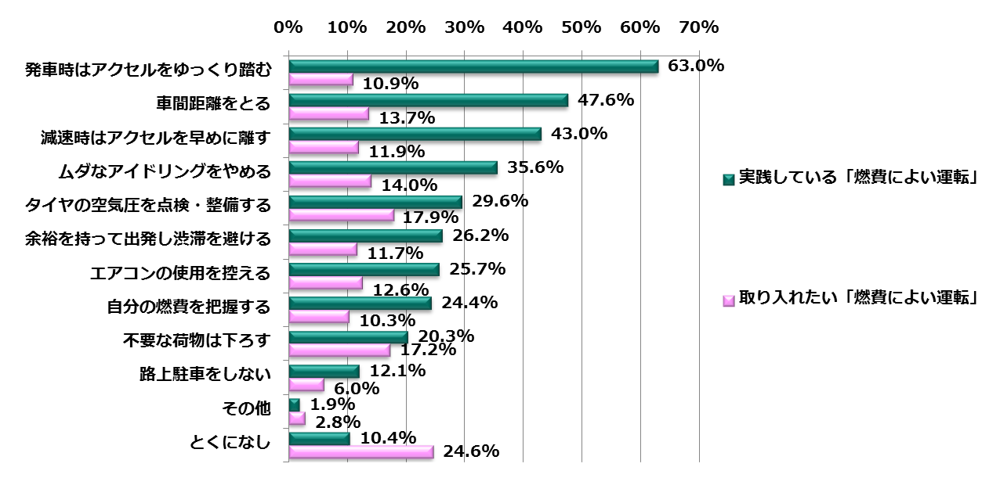 0% 10% 20% 30% 40% 50% 60% 70%
発車時はアクセルをゆっくり踏む 63.0%
10.9%
車間距離をとる 47.6%
13.7%
減速時はアクセルを早めに離す 43.0%
11.9%
ムダなアイドリングをやめる 35.6%
14.0%
タイヤの空気圧を点検・整備する 29.6%
17.9%
余裕を持って出発し渋滞を避ける 26.2%
11.7%
エアコンの使用を控える 25.7%
12.6%
自分の燃費を把握する 24.4%
10.3%
不要な荷物は下ろす 20.3%
17.2%
路上駐車をしない 12.1%
6.0%
その他 1.9%
2.8%
とくになし 10.4%
24.6%
実践している「燃費によい運転」
取り入れたい「燃費によい運転」